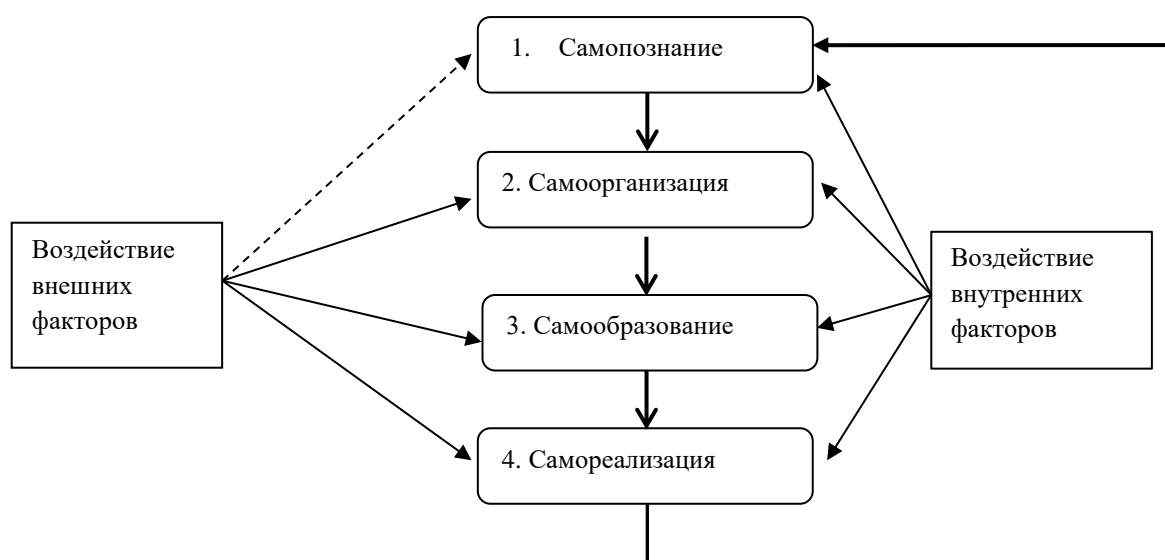 1. Самопознание
2. Самоорганизация
Воздействие
внешних
факторов
3. Самообразование
Воздействие
внутренних
факторов
4. Самореализация